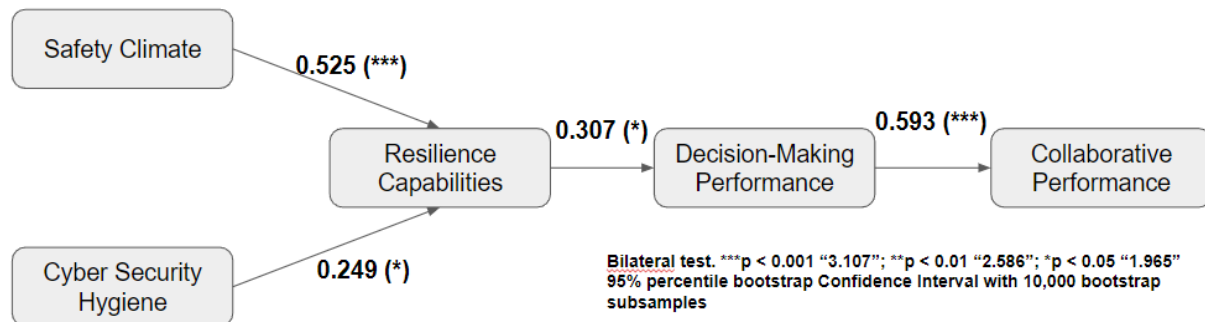 Safety Climate
0.525 (***)
0.307 (*)
0.593 (***)
Resilience
Capabilities
Decision-Making
Performance
Collaborative
Performance
Cyber Security
Hygiene
0.249 (*)
Bilateral test. ***p < 0.001 “3.107”; **p < 0.01 “2.586”; *p < 0.05 “1.965”
95% percentile bootstrap Confidence Interval with 10,000 bootstrap
subsamples